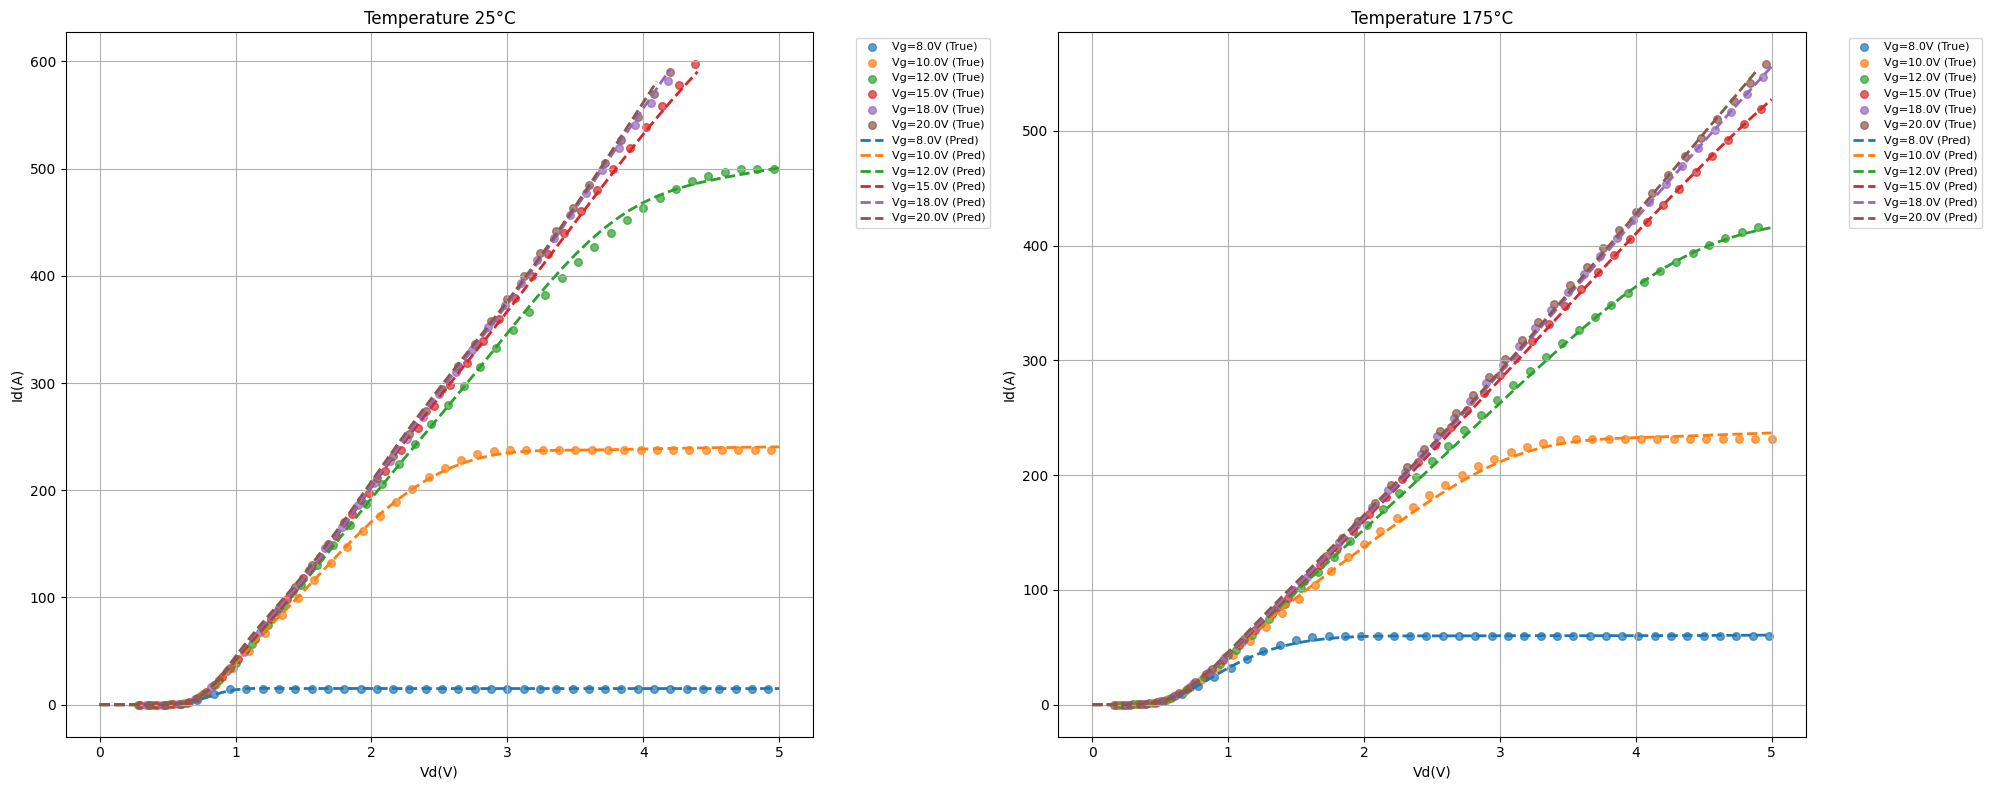 Temperature 25°C
600
500
400
300
200
100
0
Id(A)
0
1
2
3
4
5
Vd(V)
Vg=8.0V (True)
Vg=10.0V (True)
Vg=12.0V (True)
Vg=15.0V (True)
Vg=18.0V (True)
Vg=20.0V (True)
Vg=8.0V (Pred)
Vg=10.0V (Pred)
Vg=12.0V (Pred)
Vg=15.0V (Pred)
Vg=18.0V (Pred)
Vg=20.0V (Pred)
Temperature 175°C
500
400
300
200
100
0
Id(A)
0
1
2
3
4
5
Vd(V)
Vg=8.0V (True)
Vg=10.0V (True)
Vg=12.0V (True)
Vg=15.0V (True)
Vg=18.0V (True)
Vg=20.0V (True)
Vg=8.0V (Pred)
Vg=10.0V (Pred)
Vg=12.0V (Pred)
Vg=15.0V (Pred)
Vg=18.0V (Pred)
Vg=20.0V (Pred)